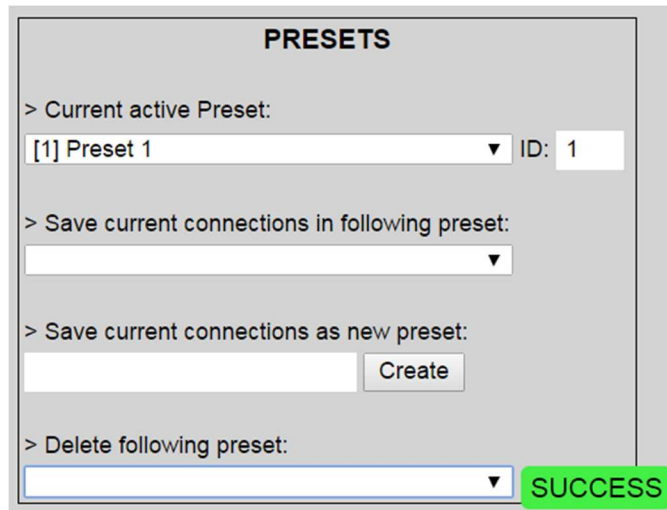 PRESETS
> Current active Preset:
[1] Preset 1 ▼ ID: 1
> Save current connections in following preset:
▼
> Save current connections as new preset:
Create
> Delete following preset:
▼ SUCCESS